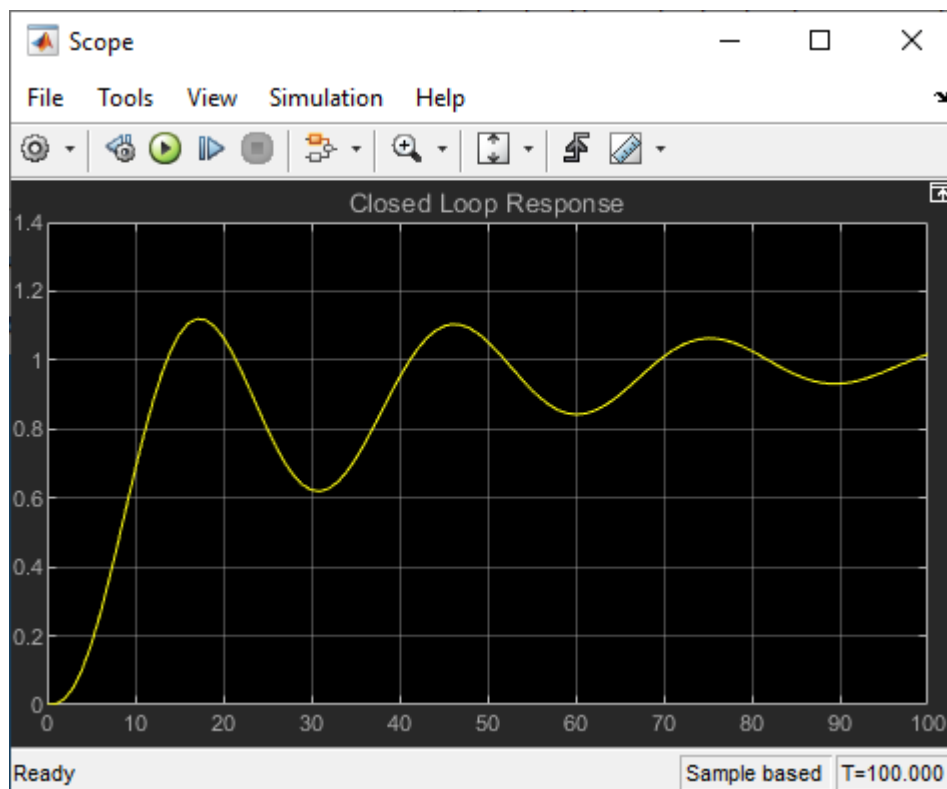 Scope
File Tools View Simulation Help
Closed Loop Response
1.4
1.2
1
0.8
0.6
0.4
0.2
0
0 10 20 30 40 50 60 70 80 90 100
Ready Sample based T=100.000